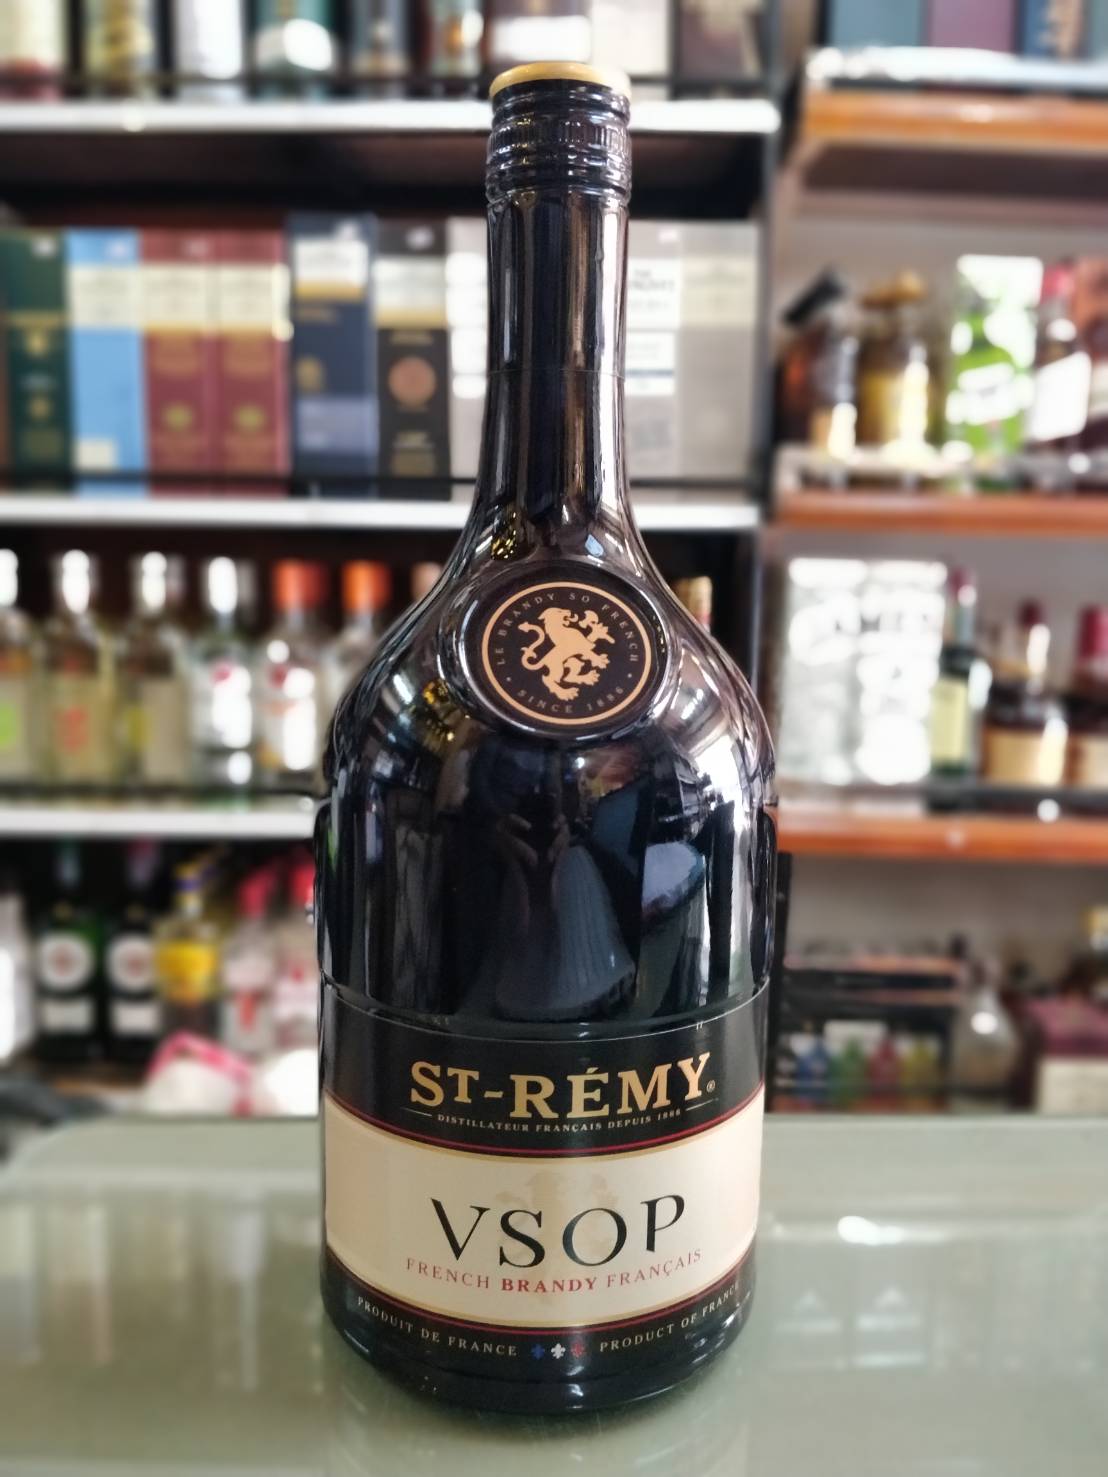 LE BRANDY SO FRENCH
• SINCE 1886 •
ST-RÉMY®
DISTILLATEUR FRANÇAIS DEPUIS 1886
VSOP
FRENCH BRANDY FRANÇAIS
PRODUIT DE FRANCE PRODUCT OF FRANCE